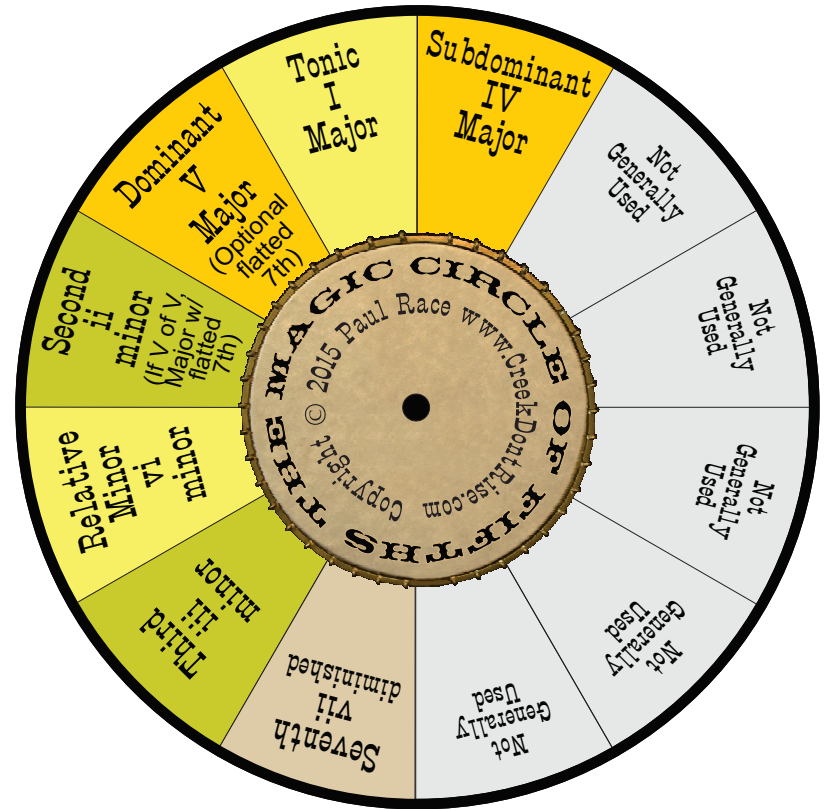 Tonic
I
Major
Subdominant
IV
Major
Not
Generally
Used
Not
Generally
Used
Not
Generally
Used
Not
Generally
Used
Not
Generally
Used
Seventh
vii
diminished
Third
iii
minor
Relative
Minor
vi
minor
Second
ii
minor
(If V of V,
Major w/
flatted
7th)
Dominant
V
Major
(Optional
flatted
7th)
THE MAGIC CIRCLE OF FIFTHS
Copyright © 2015 Paul Race www.CreekDontRise.com